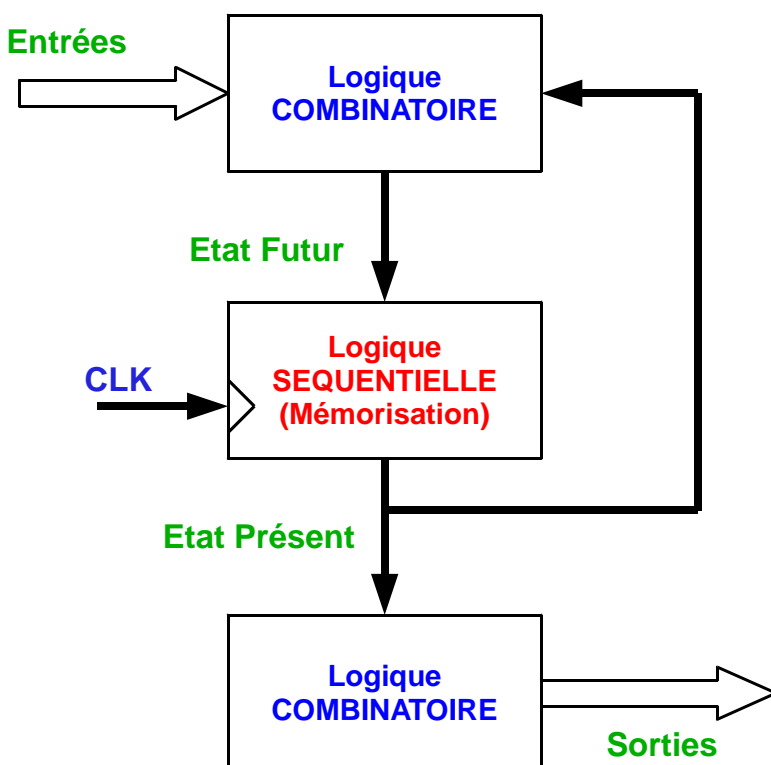 Entrées
Logique
COMBINATOIRE
Etat Futur
CLK
Logique
SEQUENTIELLE
(Mémorisation)
Etat Présent
Logique
COMBINATOIRE
Sorties